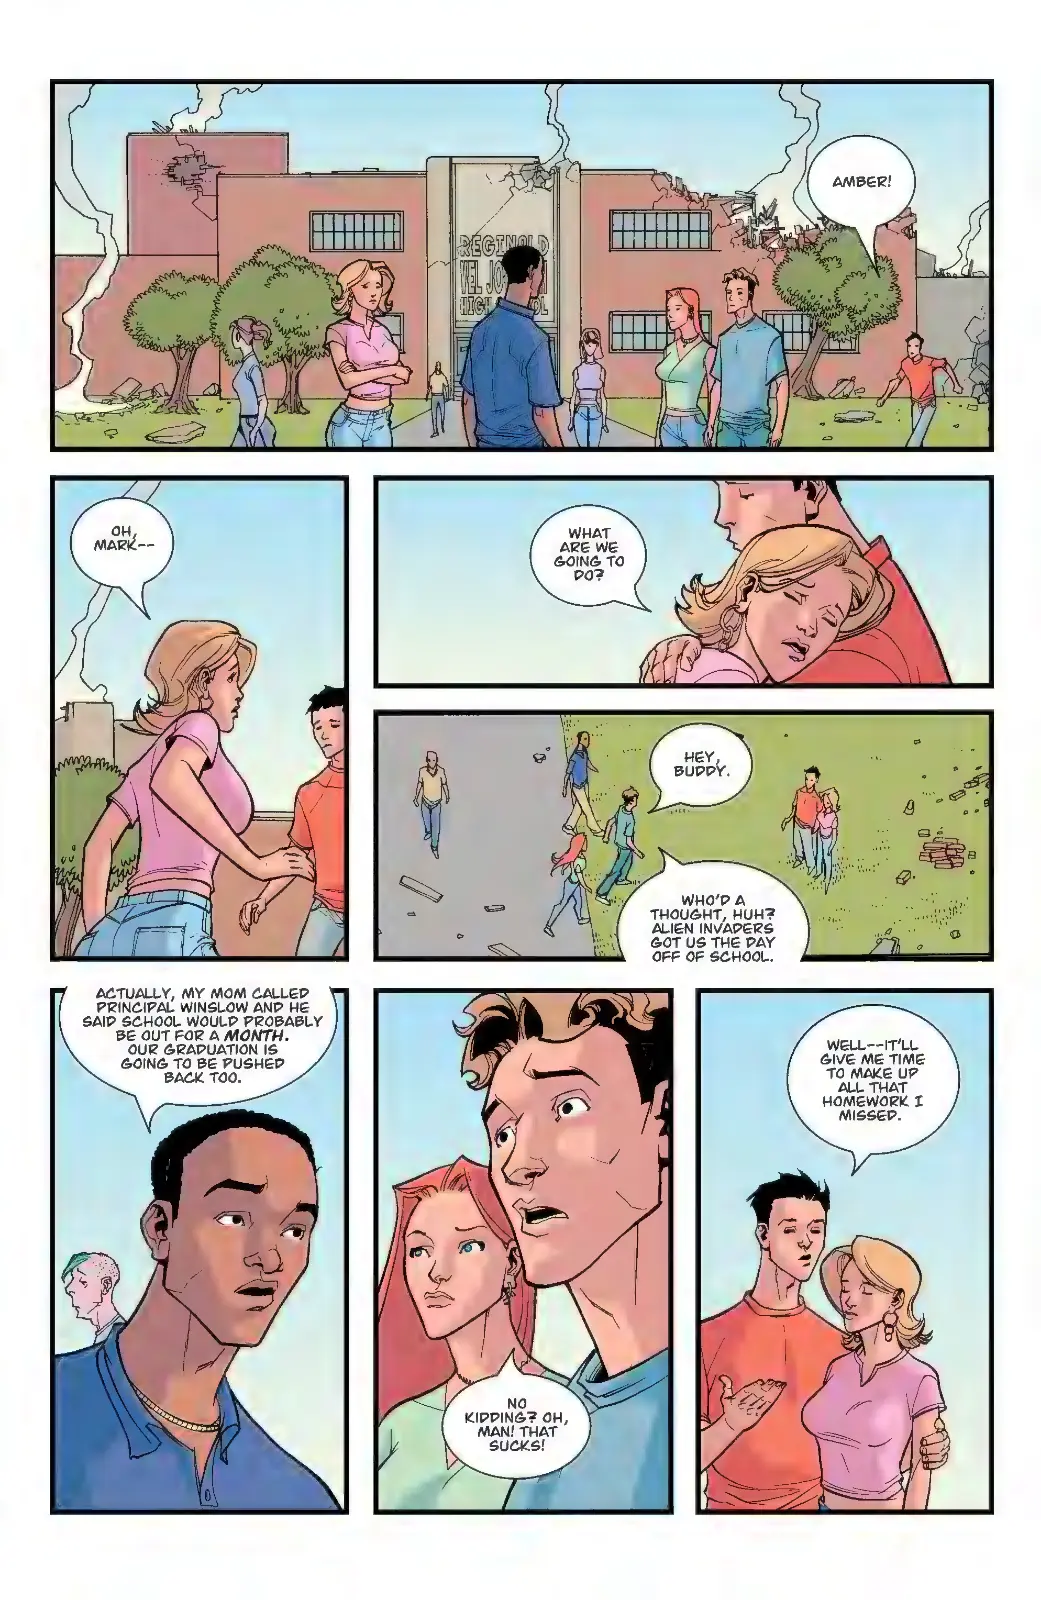 AMBER!
REGINOLD
VEL JO
HIGH
OL
OH,
MARK--
WHAT
ARE WE
GOING TO
DO?
HEY,
BUDDY.
WHO'D A
THOUGHT, HUH?
ALIEN INVADERS
GOT US THE DAY
OFF OF SCHOOL.
ACTUALLY, MY MOM CALLED
PRINCIPAL WINSLOW AND HE
SAID SCHOOL WOULD PROBABLY
BE OUT FOR A MONTH.
OUR GRADUATION IS
GOING TO BE PUSHED
BACK TOO.
NO
KIDDING? OH,
MAN! THAT
SUCKS!
WELL--IT'LL
GIVE ME TIME
TO MAKE UP
ALL THAT
HOMEWORK I
MISSED.